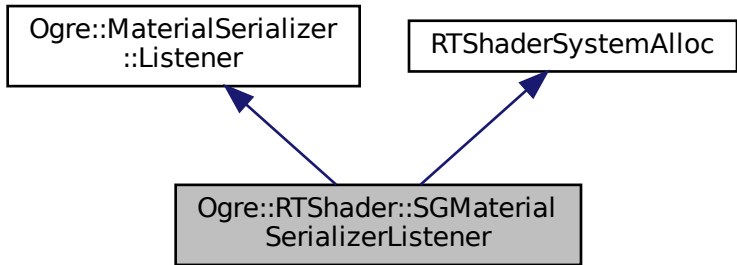 Ogre::MaterialSerializer
::Listener
RTShaderSystemAlloc
Ogre::RTShader::SGMaterial
SerializerListener